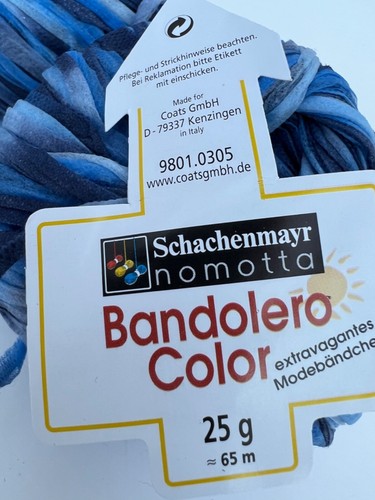 Pflege- und Strickhinweise beachten.
Bei Reklamation bitte Etikett
mit einschicken.
Made for
Coats GmbH
D - 79337 Kenzingen
in Italy
9801.0305
www.coatsgmbh.de
Schachenmayr
nomotta
Bandolero
Color
extravagantes
25 g
≈ 65 m